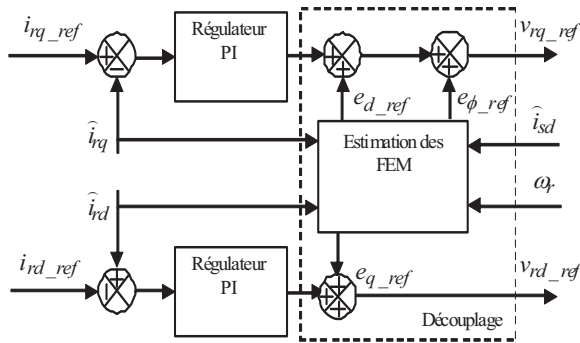 i_rq_ref
Régulateur
PI
v_rq_ref
e_d_ref
e_ϕ_ref
î_rq
Estimation des
FEM
î_sd
ω_r
î_rd
i_rd_ref
Régulateur
PI
e_q_ref
v_rd_ref
Découplage